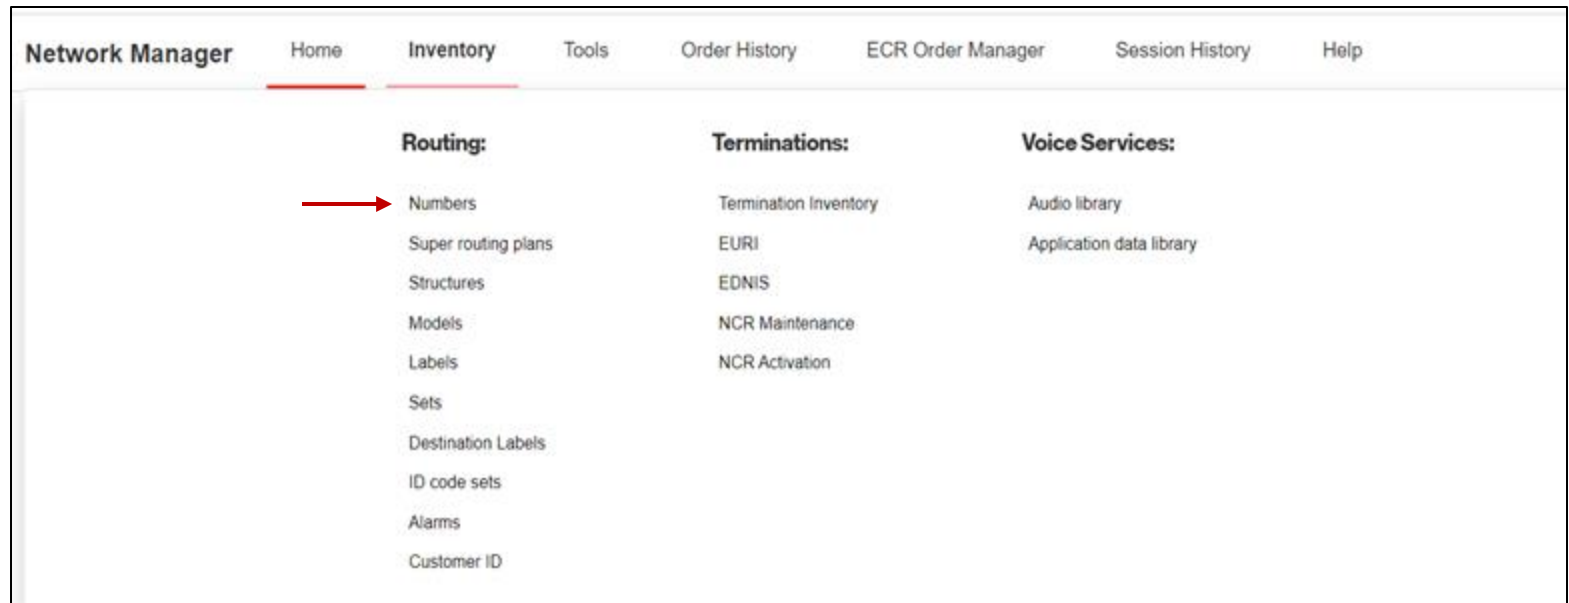 Network Manager Home Inventory Tools Order History ECR Order Manager Session History Help
Routing: Terminations: Voice Services:
Numbers Termination Inventory Audio library
Super routing plans EURI Application data library
Structures EDNIS
Models NCR Maintenance
Labels NCR Activation
Sets
Destination Labels
ID code sets
Alarms
Customer ID